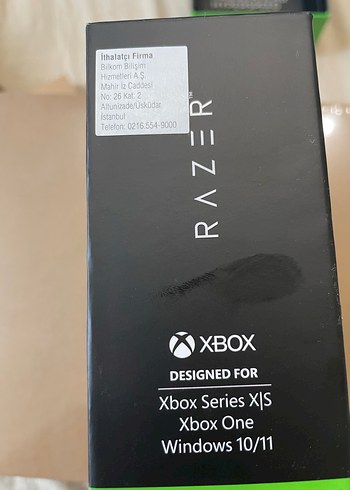 İthalatçı Firma
Bilkom Bilişim
Hizmetleri A.Ş
Mahir İz Caddesi
No: 26 Kat: 2
Altunizade/Üsküdar
İstanbul
Telefon: 0216.554-9000
RAZER™
XBOX
DESIGNED FOR
Xbox Series X|S
Xbox One
Windows 10/11